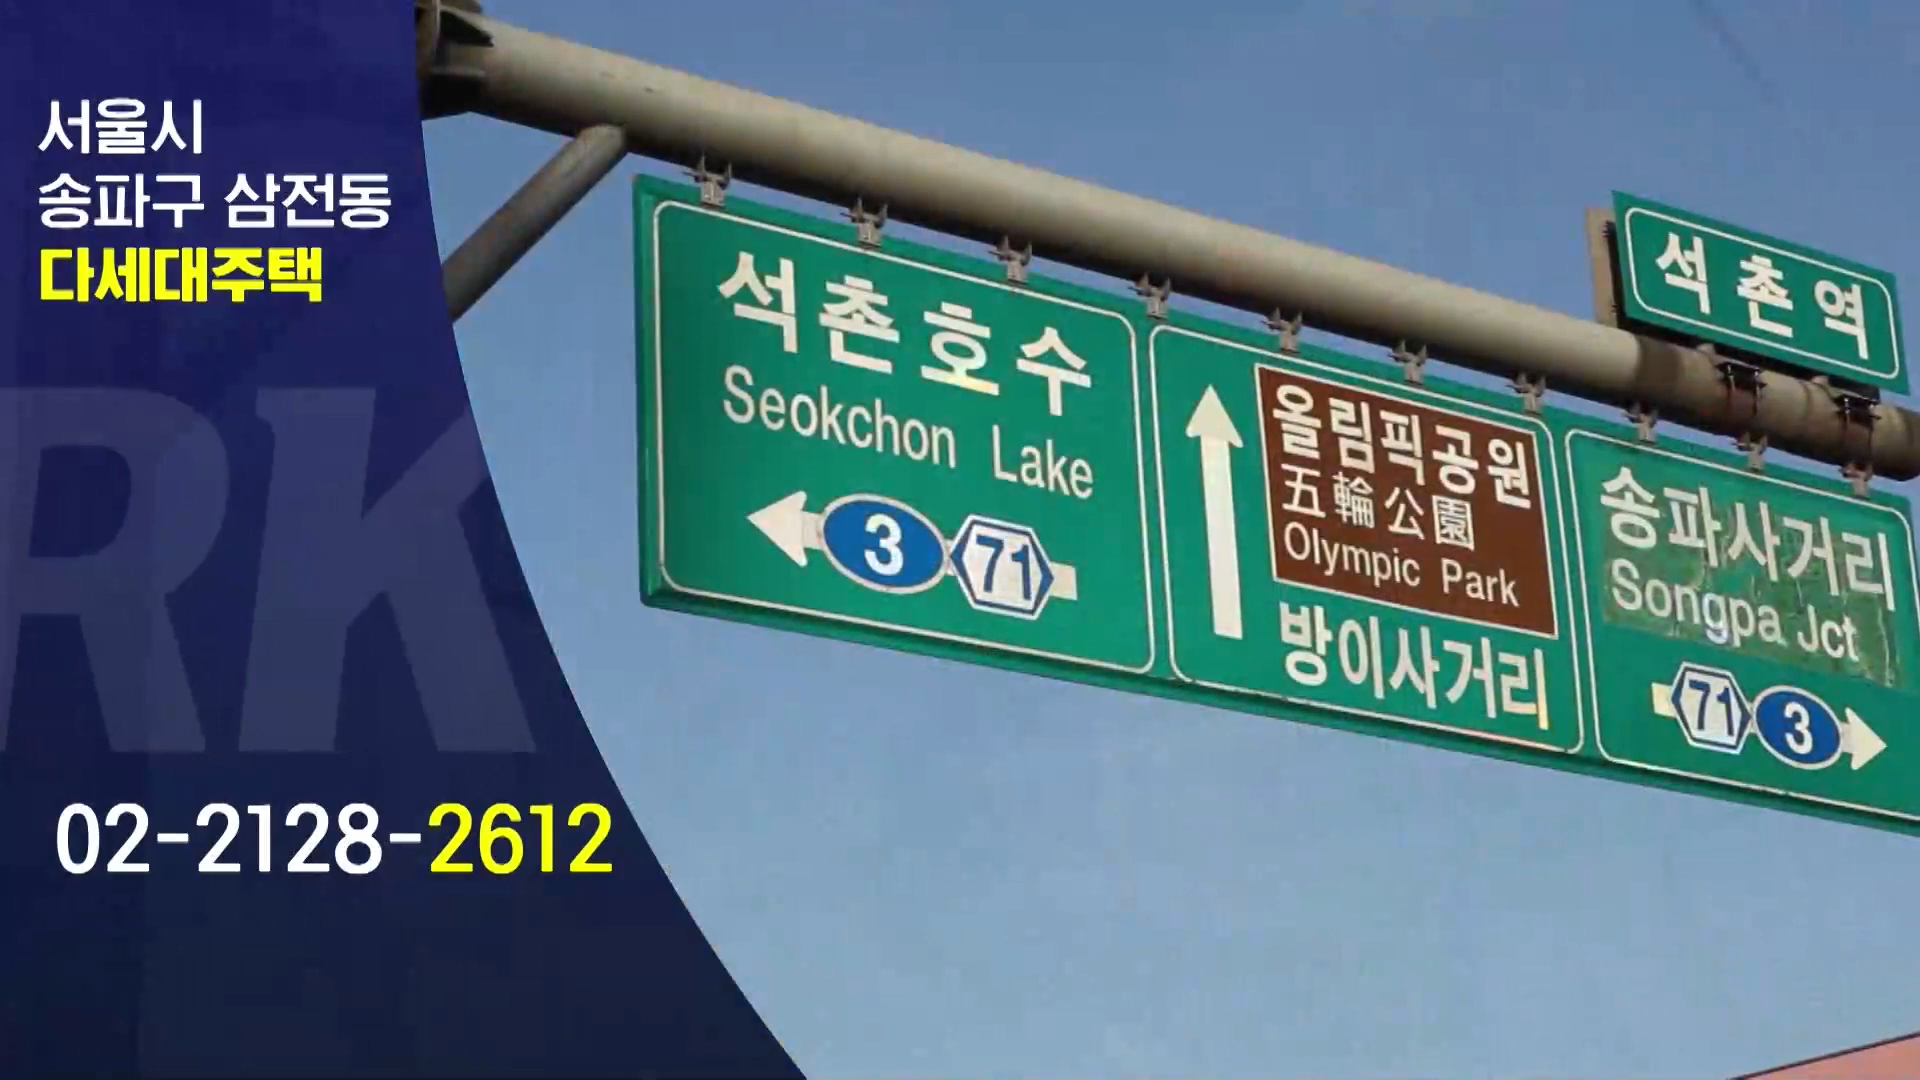 서울시
송파구 삼전동
다세대주택
RK
02-2128-2612
석촌호수
Seokchon Lake
3 71
올림픽공원
五輪公園
Olympic Park
방이사거리
석촌역
송파사거리
Songpa Jct
71 3